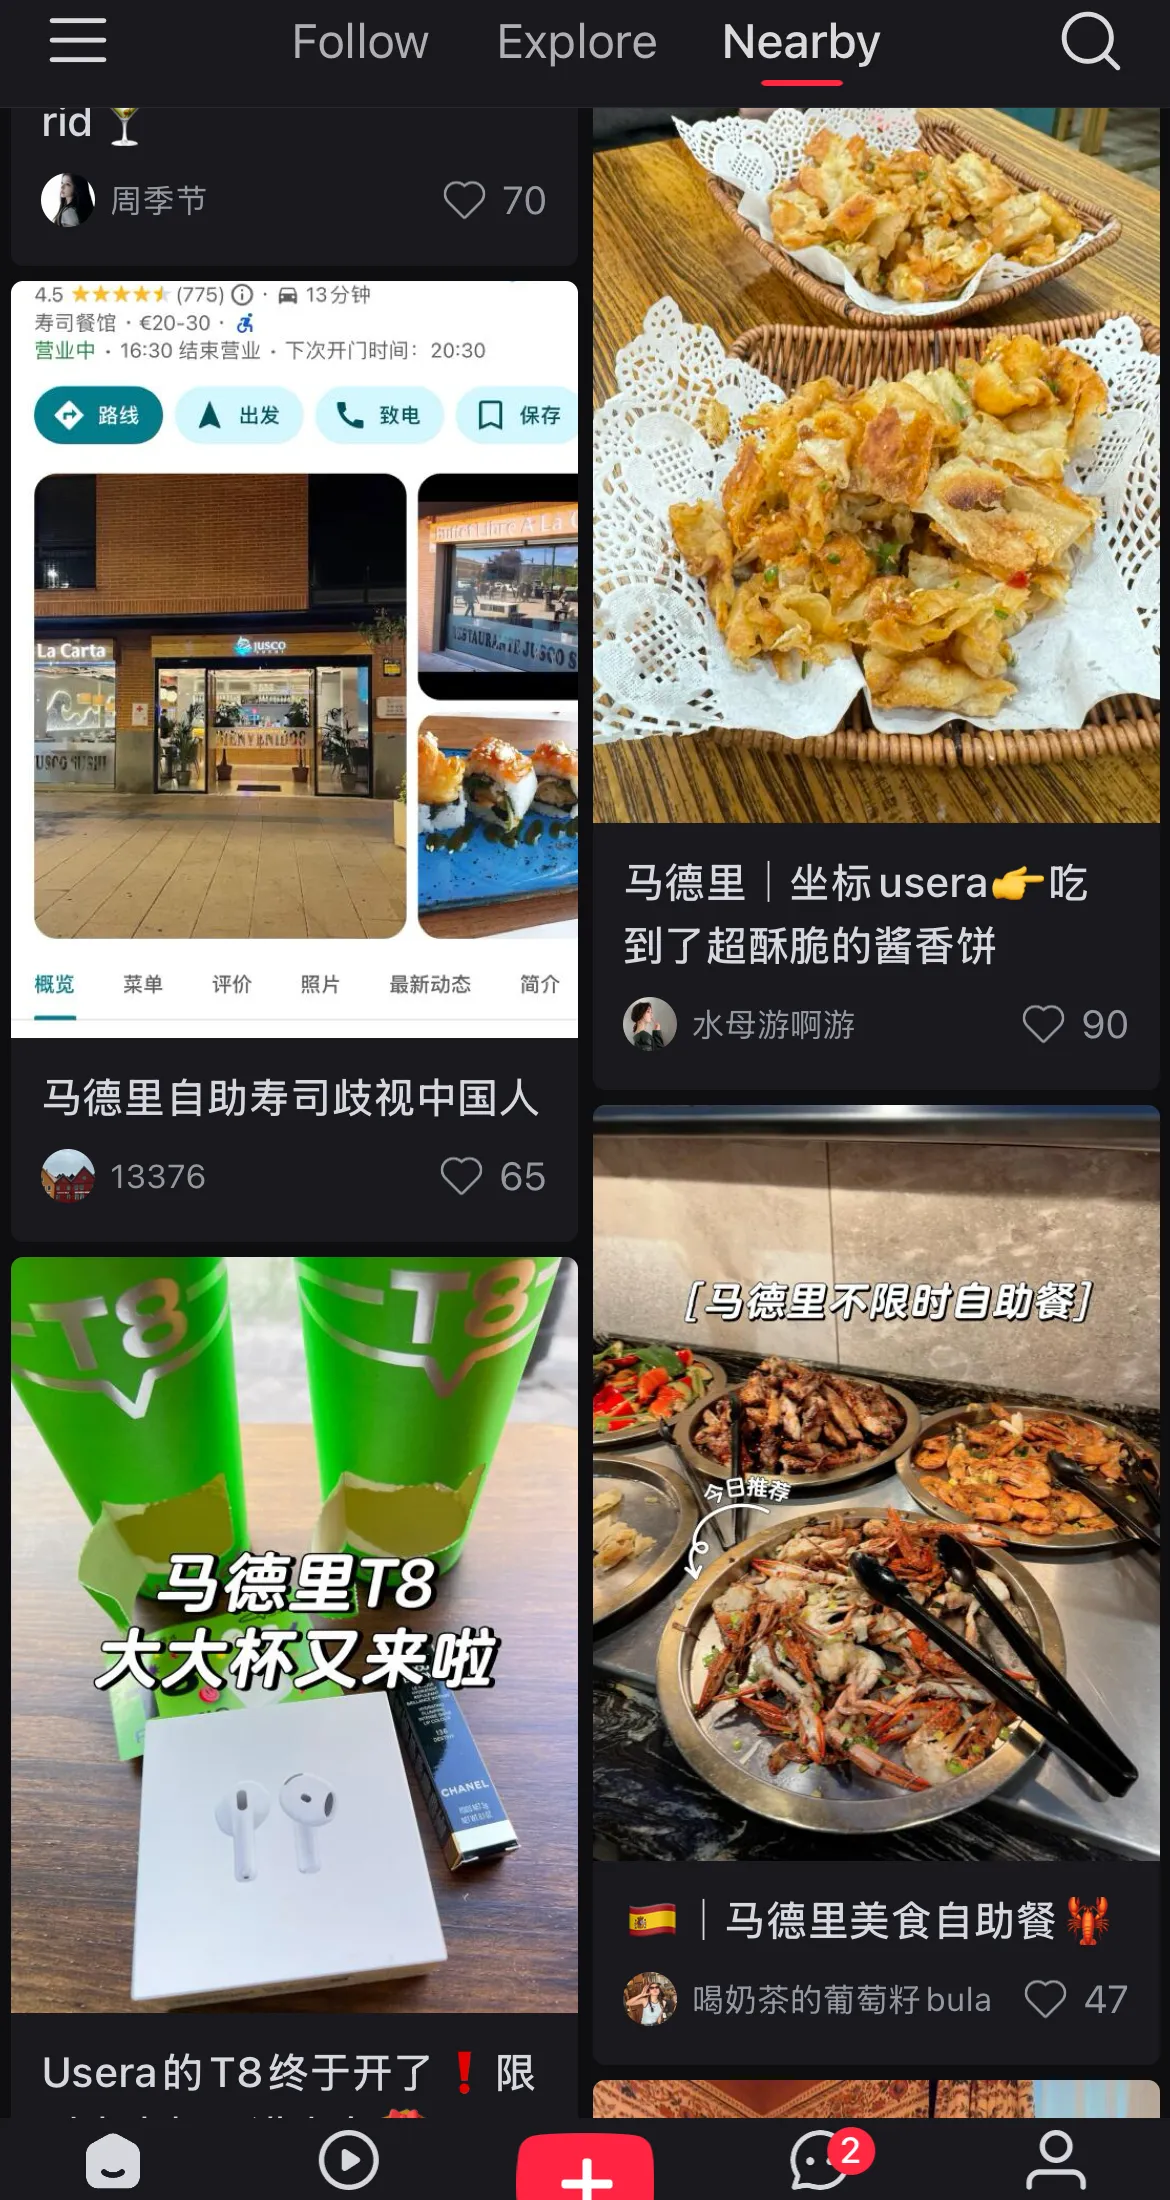 Follow
Explore
Nearby
rid🍸
周季节
70
4.5 ★★★★★ (775) ⓘ · 🚘 13分钟
寿司餐馆 · €20-30 · ♿
营业中 · 16:30 结束营业 · 下次开门时间：20:30
路线
出发
致电
保存
La Carta
JUSCO
BIENVENIDOS
JUSCO SUSHI
Buffet Libre A La C
RESTAURANTE JUSCO S
概览
菜单
评价
照片
最新动态
简介
马德里自助寿司歧视中国人
13376
65
T8
T8
马德里T8
大大杯又来啦
136
DESTINY
CHANEL
Usera的T8终于开了❗限
马德里｜坐标usera👉吃
到了超酥脆的酱香饼
水母游啊游
90
[马德里不限时自助餐]
今日推荐
🇪🇸｜马德里美食自助餐🦞
喝奶茶的葡萄籽bula
47
2